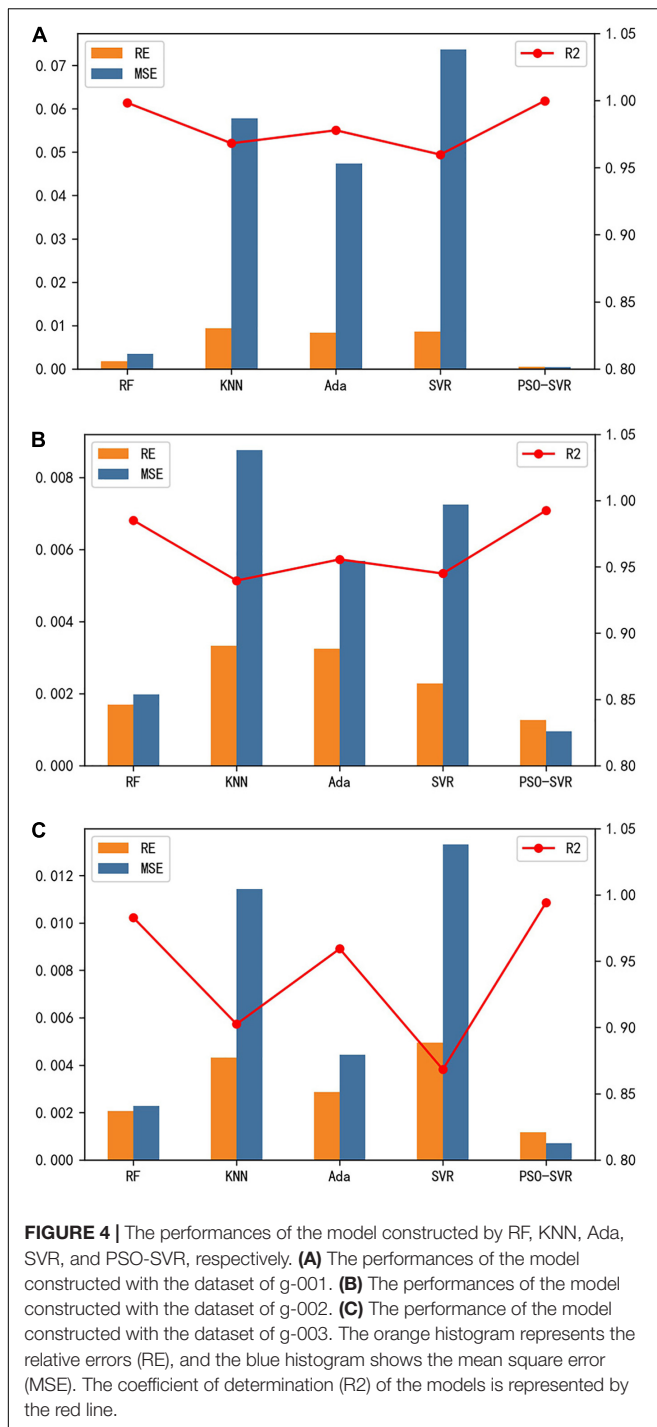 A
RE
MSE
R2
0.07
0.06
0.05
0.04
0.03
0.02
0.01
0.00
1.05
1.00
0.95
0.90
0.85
0.80
RF KNN Ada SVR PSO-SVR
B
RE
MSE
R2
0.008
0.006
0.004
0.002
0.000
1.05
1.00
0.95
0.90
0.85
0.80
RF KNN Ada SVR PSO-SVR
C
RE
MSE
R2
0.012
0.010
0.008
0.006
0.004
0.002
0.000
1.05
1.00
0.95
0.90
0.85
0.80
RF KNN Ada SVR PSO-SVR
FIGURE 4 | The performances of the model constructed by RF, KNN, Ada,
SVR, and PSO-SVR, respectively. (A) The performances of the model
constructed with the dataset of g-001. (B) The performances of the model
constructed with the dataset of g-002. (C) The performance of the model
constructed with the dataset of g-003. The orange histogram represents the
relative errors (RE), and the blue histogram shows the mean square error
(MSE). The coefficient of determination (R2) of the models is represented by
the red line.